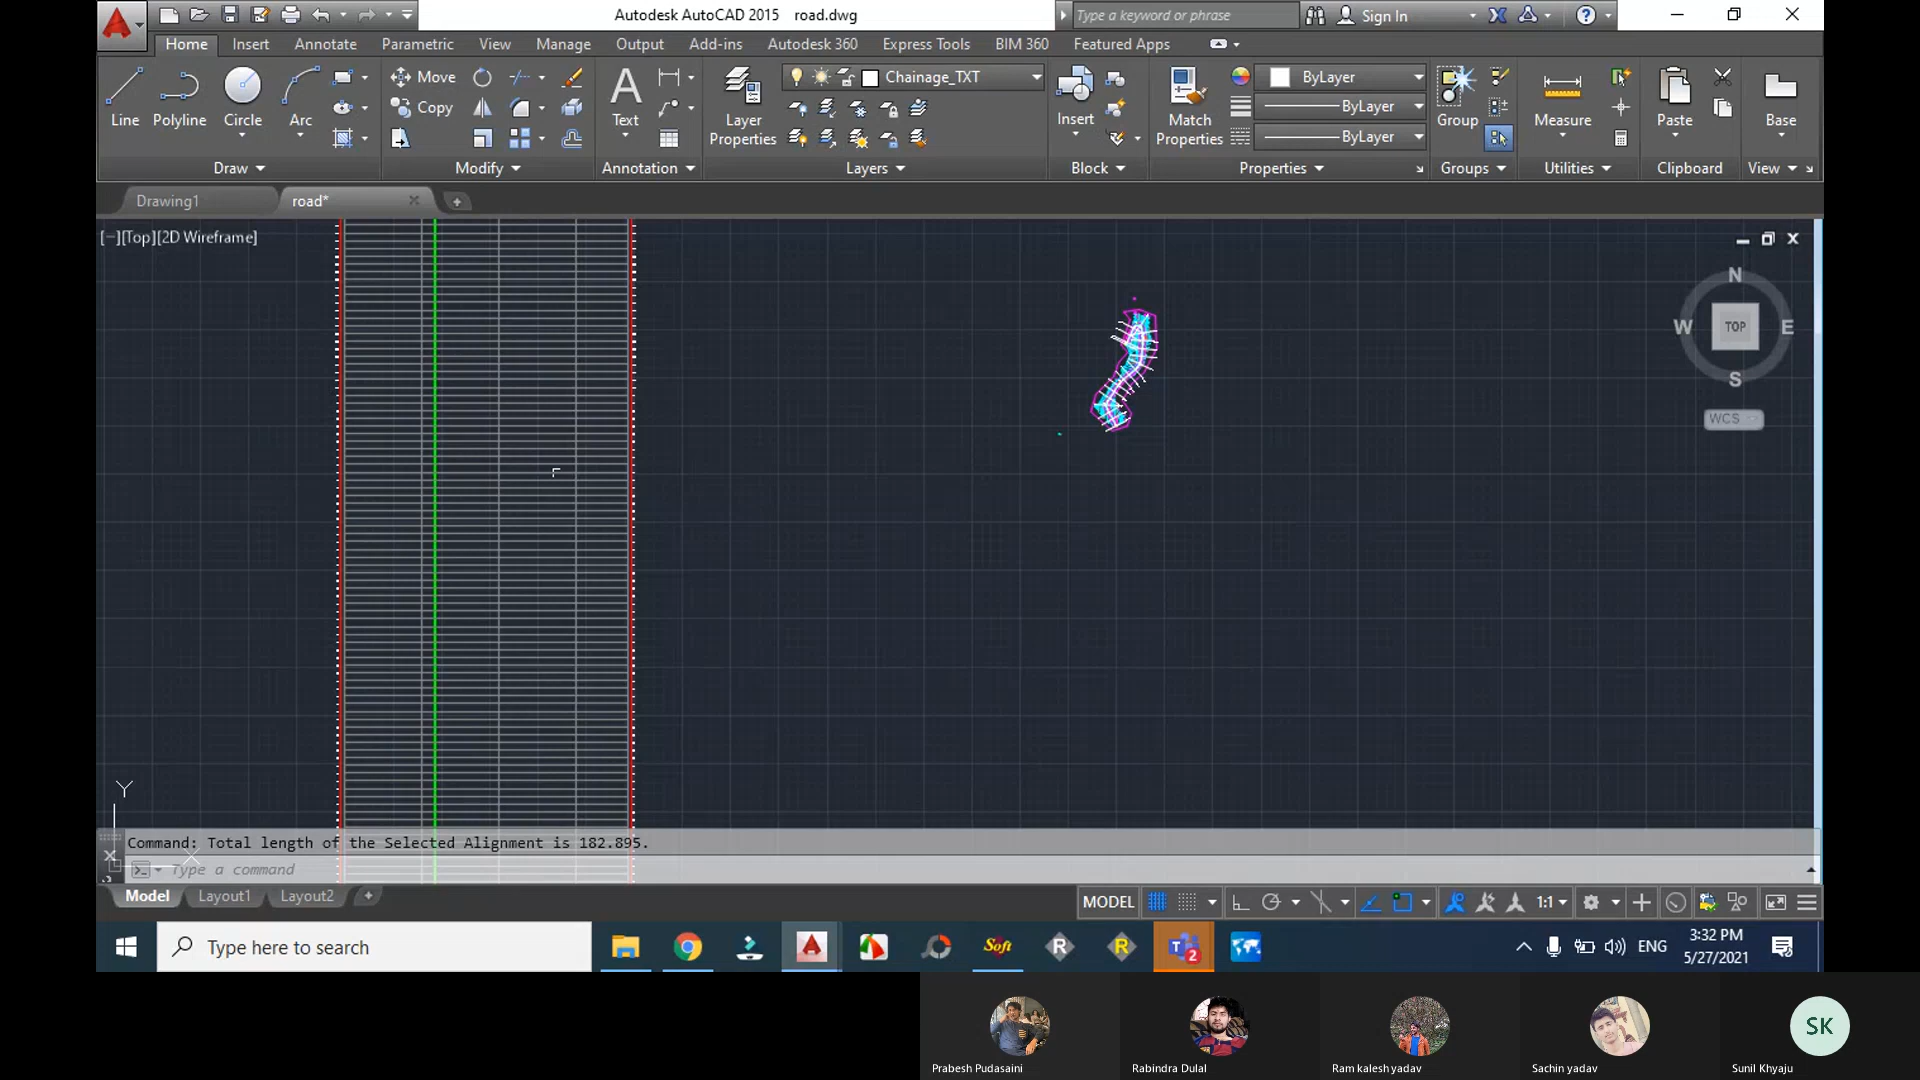 Autodesk AutoCAD 2015 road.dwg
Type a keyword or phrase
Sign In
Home Insert Annotate Parametric View Manage Output Add-ins Autodesk 360 Express Tools BIM 360 Featured Apps
Line Polyline Circle Arc
Move
Copy
Text
Layer Properties
Chainage_TXT
Insert
Match Properties
ByLayer
ByLayer
ByLayer
Group
Measure
Paste
Base
Draw Modify Annotation Layers Block Properties Groups Utilities Clipboard View
Drawing1 road*
[−][Top][2D Wireframe]
N
W TOP E
S
WCS
Y
Command: Total length of the Selected Alignment is 182.895.
Type a command
Model Layout1 Layout2
MODEL 1:1
Type here to search
Soft
R
R
T
2
ENG
3:32 PM
5/27/2021
SK
Prabesh Pudasaini Rabindra Dulal Ram kalesh yadav Sachin yadav Sunil Khyaju